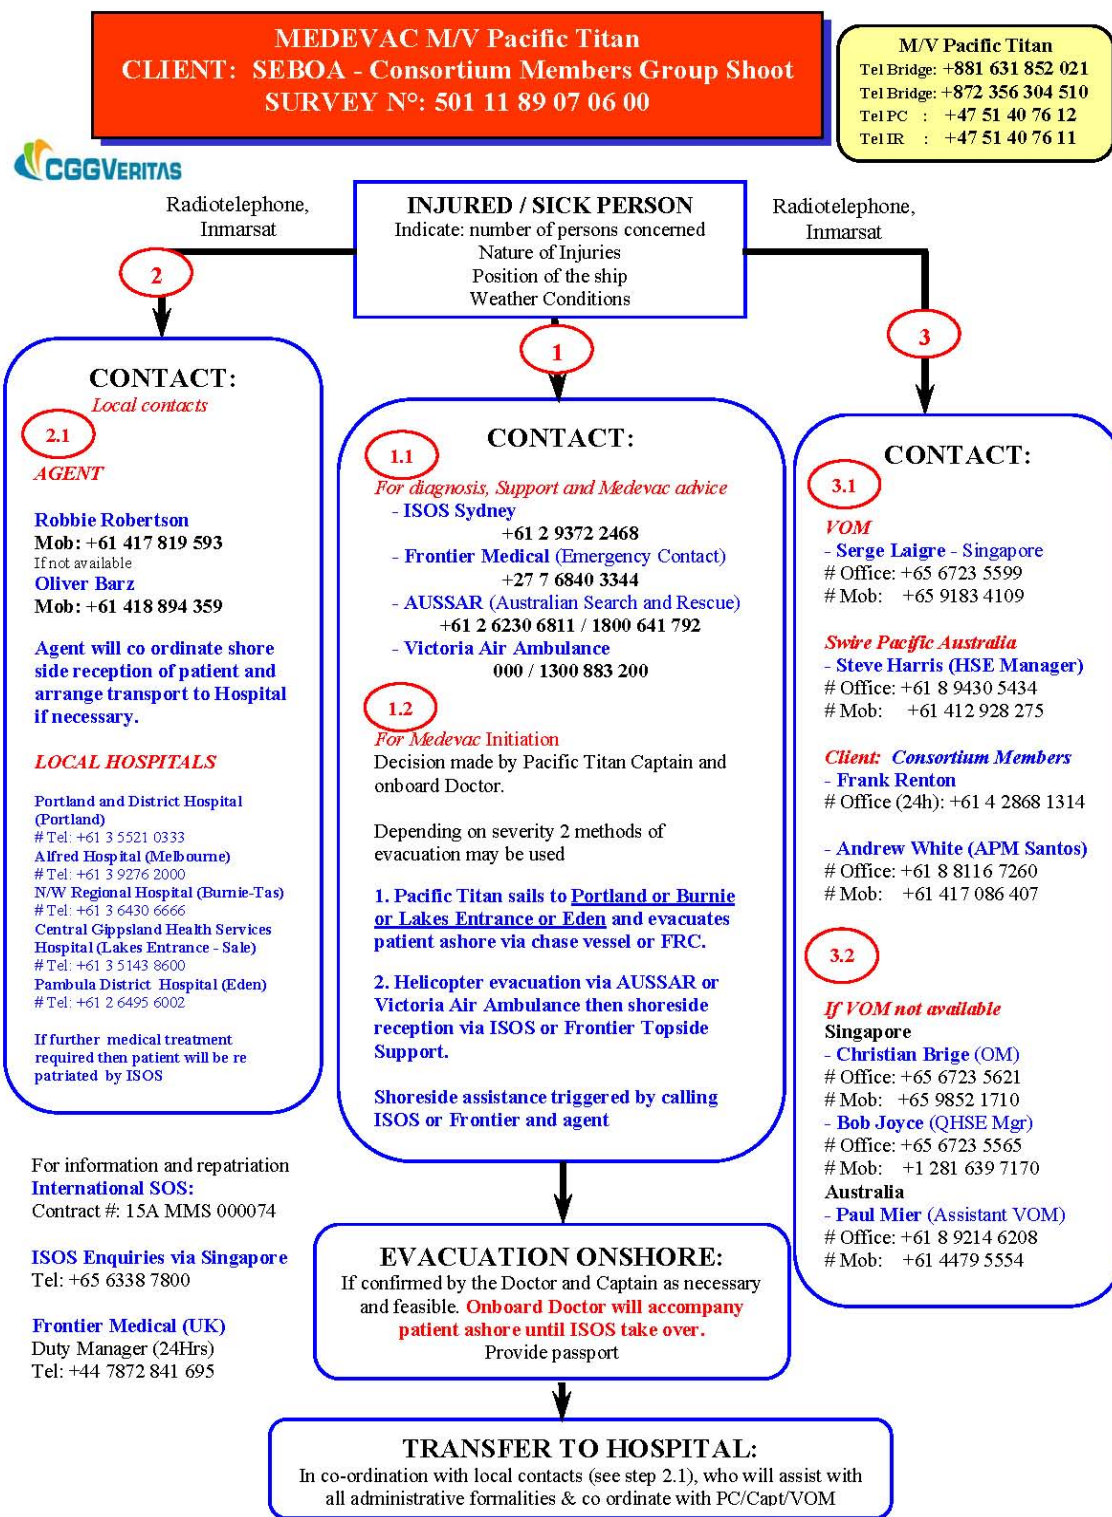 MEDEVAC M/V Pacific Titan
CLIENT: SEBOA - Consortium Members Group Shoot
SURVEY N°: 501 11 89 07 06 00
M/V Pacific Titan
Tel Bridge: +881 631 852 021
Tel Bridge: +872 356 304 510
Tel PC : +47 51 40 76 12
Tel IR : +47 51 40 76 11
CGGVERITAS
Radiotelephone,
Inmarsat
INJURED / SICK PERSON
Indicate: number of persons concerned
Nature of Injuries
Position of the ship
Weather Conditions
Radiotelephone,
Inmarsat
2
1
3
CONTACT:
Local contacts
2.1
AGENT
Robbie Robertson
Mob: +61 417 819 593
If not available
Oliver Barz
Mob: +61 418 894 359
Agent will co ordinate shore
side reception of patient and
arrange transport to Hospital
if necessary.
LOCAL HOSPITALS
Portland and District Hospital
(Portland)
# Tel: +61 3 5521 0333
Alfred Hospital (Melbourne)
# Tel: +61 3 9276 2000
N/W Regional Hospital (Burnie-Tas)
# Tel: +61 3 6430 6666
Central Gippsland Health Services
Hospital (Lakes Entrance - Sale)
# Tel: +61 3 5143 8600
Pambula District Hospital (Eden)
# Tel: +61 2 6495 6002
If further medical treatment
required then patient will be re
patriated by ISOS
For information and repatriation
International SOS:
Contract #: 15A MMS 000074
ISOS Enquiries via Singapore
Tel: +65 6338 7800
Frontier Medical (UK)
Duty Manager (24Hrs)
Tel: +44 7872 841 695
CONTACT:
1.1
For diagnosis, Support and Medevac advice
- ISOS Sydney
+61 2 9372 2468
- Frontier Medical (Emergency Contact)
+27 7 6840 3344
- AUSSAR (Australian Search and Rescue)
+61 2 6230 6811 / 1800 641 792
- Victoria Air Ambulance
000 / 1300 883 200
1.2
For Medevac Initiation
Decision made by Pacific Titan Captain and
onboard Doctor.
Depending on severity 2 methods of
evacuation may be used
1. Pacific Titan sails to Portland or Burnie
or Lakes Entrance or Eden and evacuates
patient ashore via chase vessel or FRC.
2. Helicopter evacuation via AUSSAR or
Victoria Air Ambulance then shoreside
reception via ISOS or Frontier Topside
Support.
Shoreside assistance triggered by calling
ISOS or Frontier and agent
CONTACT:
3.1
VOM
- Serge Laigre - Singapore
# Office: +65 6723 5599
# Mob: +65 9183 4109
Swire Pacific Australia
- Steve Harris (HSE Manager)
# Office: +61 8 9430 5434
# Mob: +61 412 928 275
Client: Consortium Members
- Frank Renton
# Office (24h): +61 4 2868 1314
- Andrew White (APM Santos)
# Office: +61 8 8116 7260
# Mob: +61 417 086 407
3.2
If VOM not available
Singapore
- Christian Brige (OM)
# Office: +65 6723 5621
# Mob: +65 9852 1710
- Bob Joyce (QHSE Mgr)
# Office: +65 6723 5565
# Mob: +1 281 639 7170
Australia
- Paul Mier (Assistant VOM)
# Office: +61 8 9214 6208
# Mob: +61 4479 5554
EVACUATION ONSHORE:
If confirmed by the Doctor and Captain as necessary
and feasible. Onboard Doctor will accompany
patient ashore until ISOS take over.
Provide passport
TRANSFER TO HOSPITAL:
In co-ordination with local contacts (see step 2.1), who will assist with
all administrative formalities & co ordinate with PC/Capt/VOM